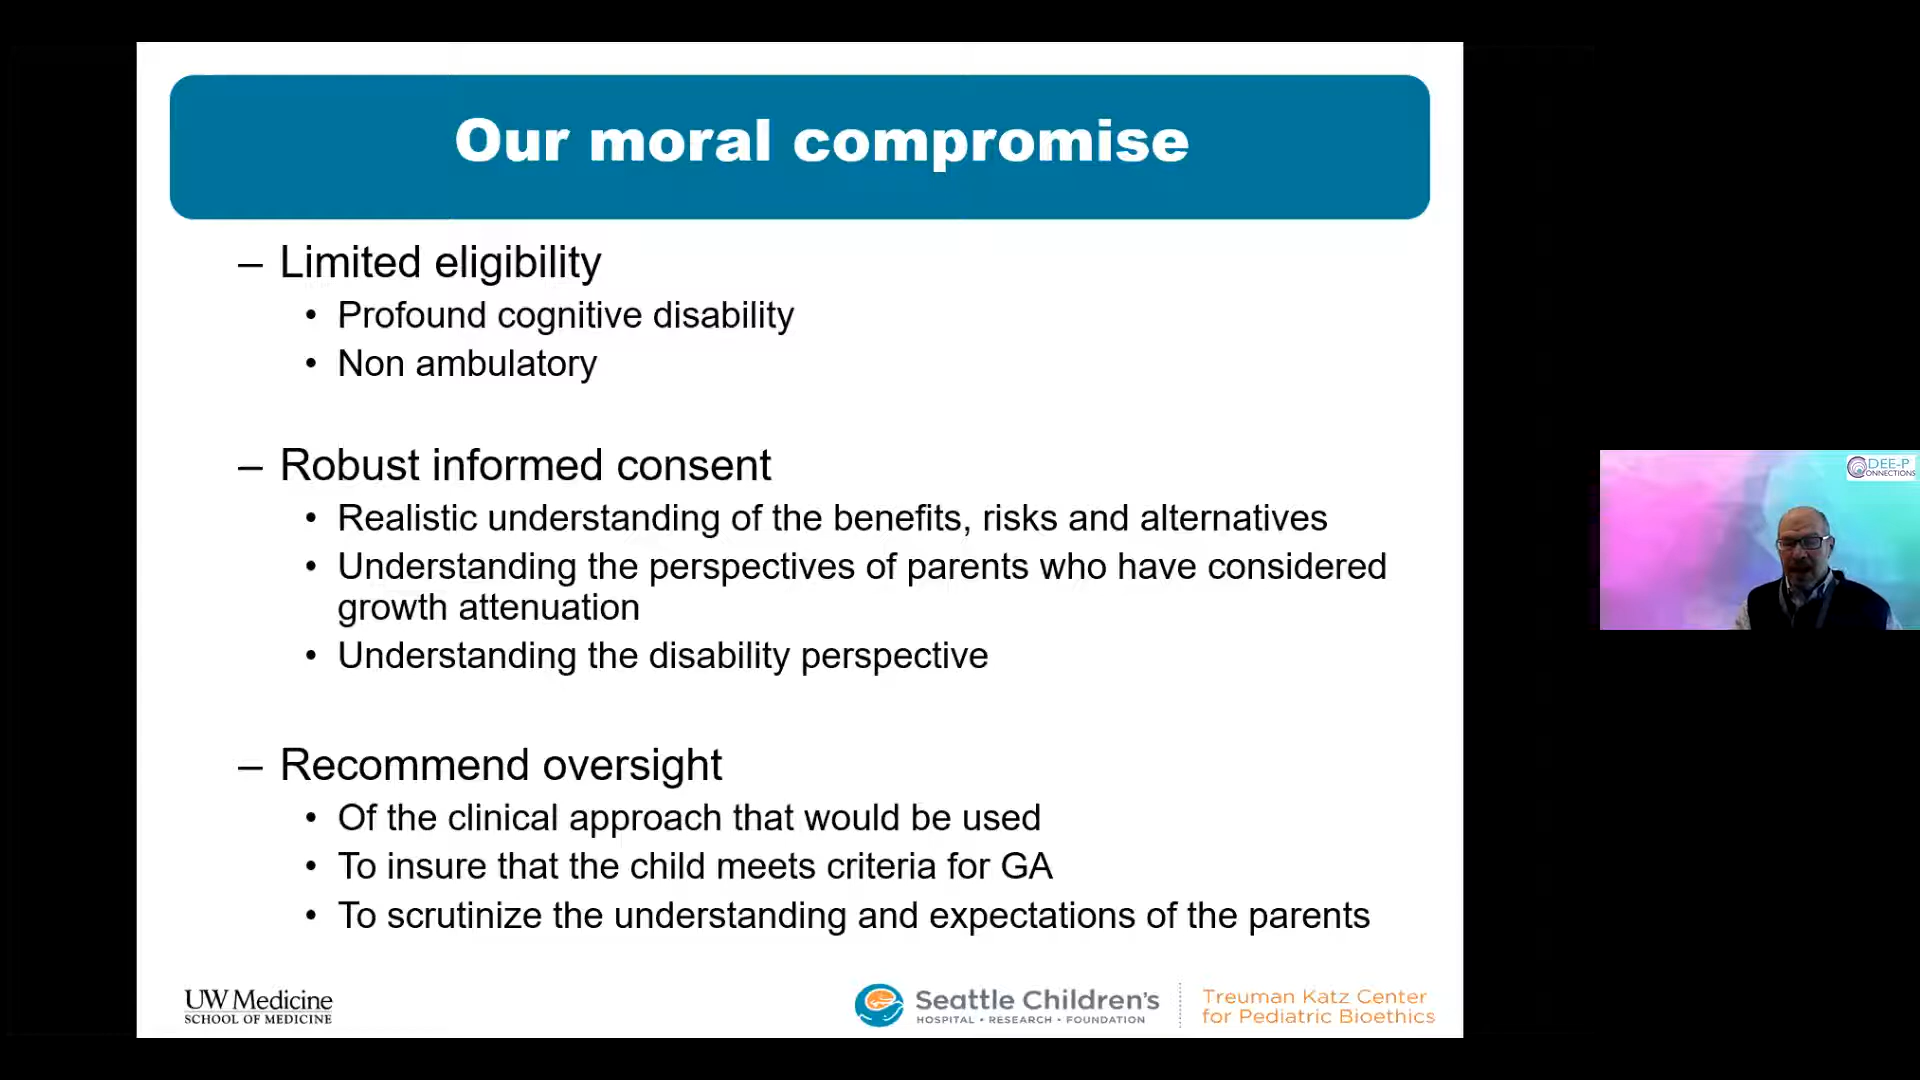 Our moral compromise
– Limited eligibility
• Profound cognitive disability
• Non ambulatory
– Robust informed consent
• Realistic understanding of the benefits, risks and alternatives
• Understanding the perspectives of parents who have considered
growth attenuation
• Understanding the disability perspective
– Recommend oversight
• Of the clinical approach that would be used
• To insure that the child meets criteria for GA
• To scrutinize the understanding and expectations of the parents
UW Medicine
SCHOOL OF MEDICINE
Seattle Children's
HOSPITAL • RESEARCH • FOUNDATION
Treuman Katz Center
for Pediatric Bioethics
DEE-P
CONNECTIONS